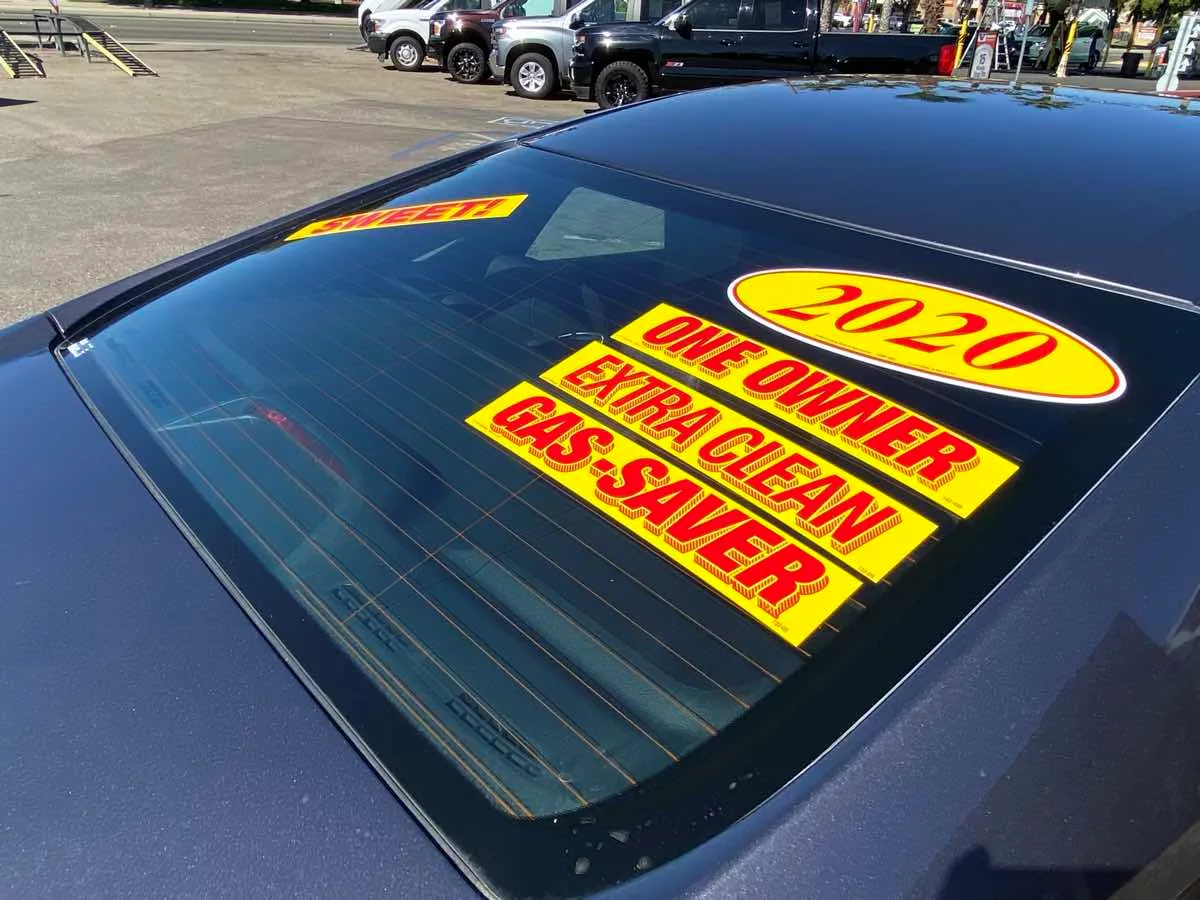 SWEET!
2020
ONE OWNER
EXTRA CLEAN
GAS-SAVER